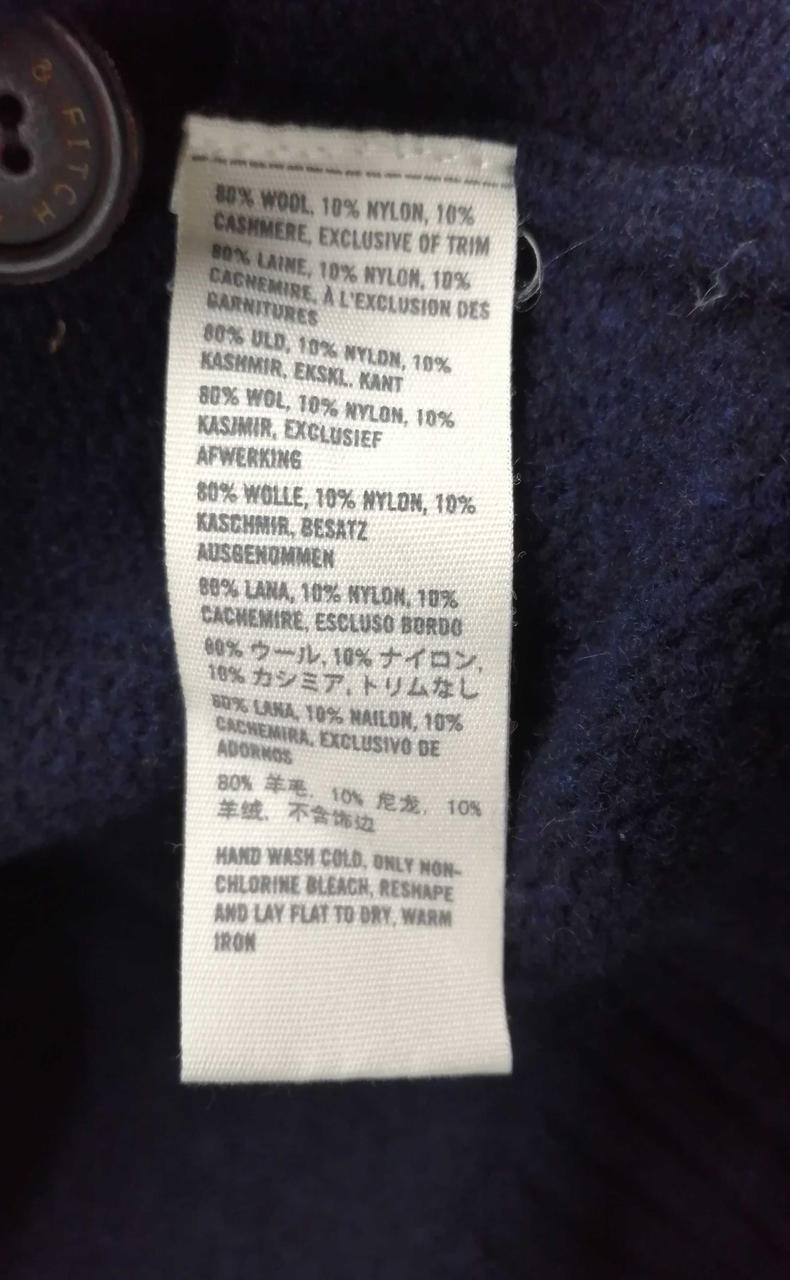 & FITCH
80% WOOL, 10% NYLON, 10%
CASHMERE, EXCLUSIVE OF TRIM
80% LAINE, 10% NYLON, 10%
CACHEMIRE, À L'EXCLUSION DES
GARNITURES
80% ULD, 10% NYLON, 10%
KASHMIR, EKSKL. KANT
80% WOL, 10% NYLON, 10%
KASJMIR, EXCLUSIEF
AFWERKING
80% WOLLE, 10% NYLON, 10%
KASCHMIR, BESATZ
AUSGENOMMEN
80% LANA, 10% NYLON, 10%
CACHEMIRE, ESCLUSO BORDO
80% ウール, 10% ナイロン,
10% カシミア, トリムなし
80% LANA, 10% NAILON, 10%
CACHEMIRA, EXCLUSIVO DE
ADORNOS
80% 羊毛, 10% 尼龙, 10%
羊绒, 不含饰边
HAND WASH COLD, ONLY NON-
CHLORINE BLEACH, RESHAPE
AND LAY FLAT TO DRY, WARM
IRON